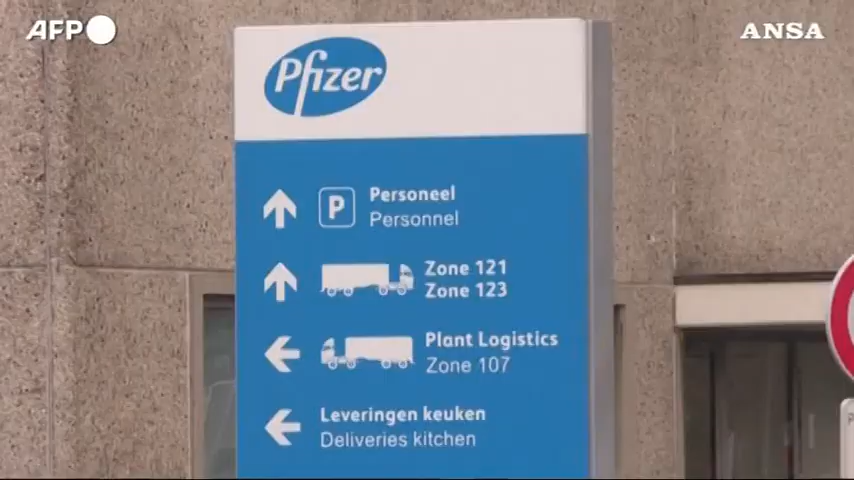 AFP
ANSA
Pfizer
P
Personeel
Personnel
Zone 121
Zone 123
Plant Logistics
Zone 107
Leveringen keuken
Deliveries kitchen